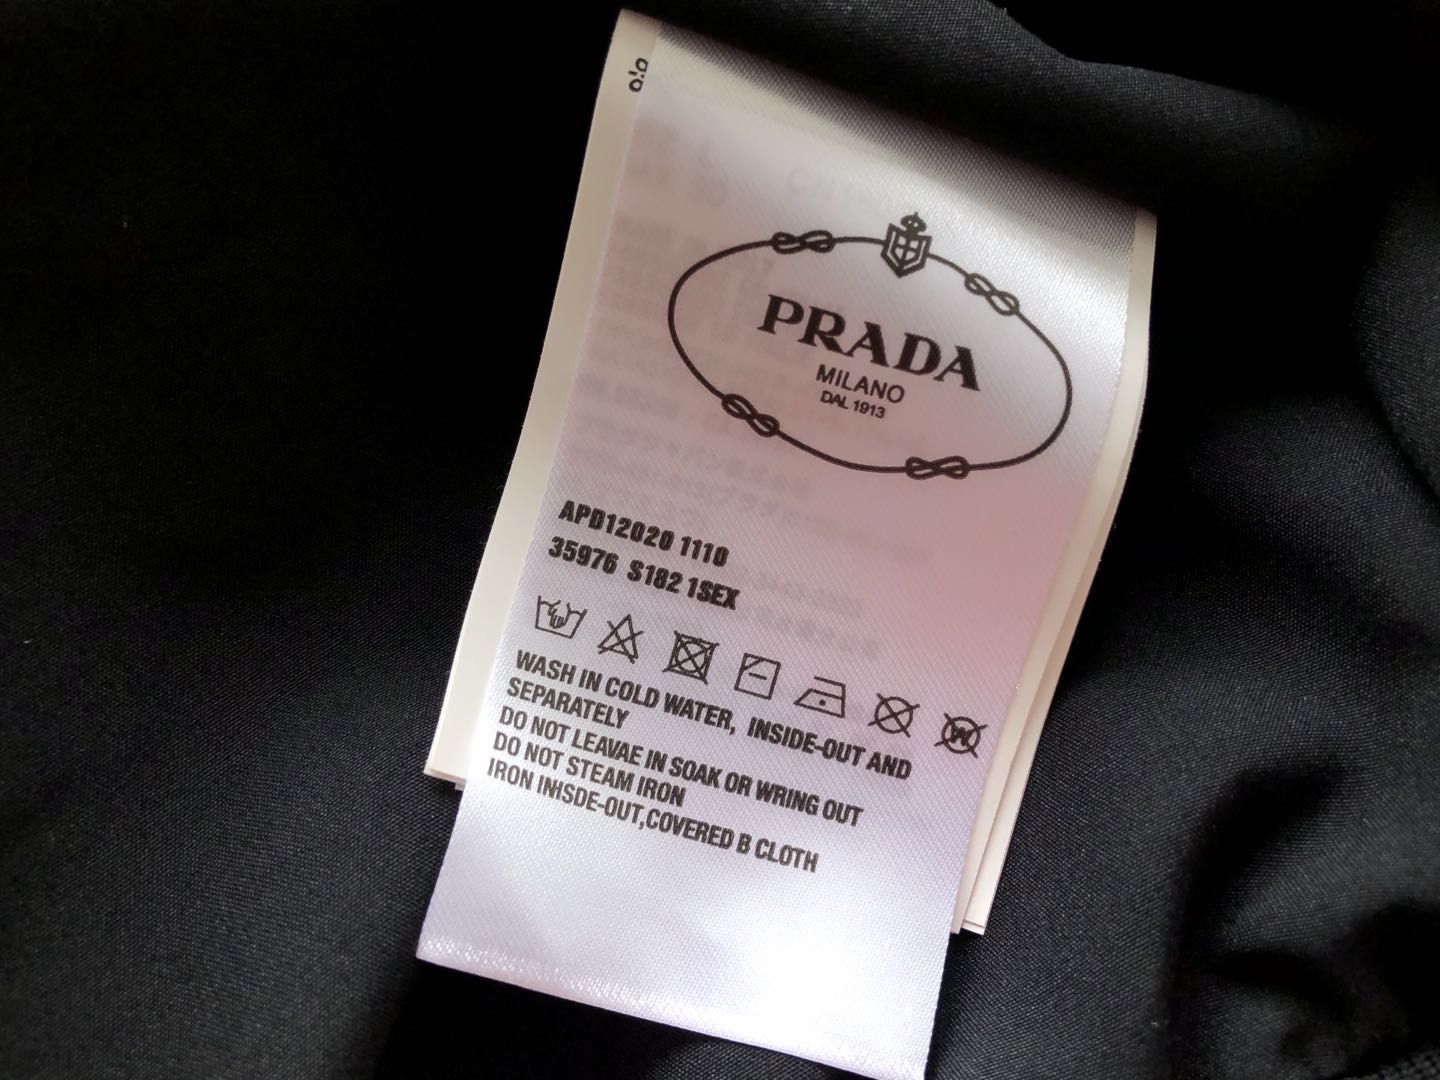 PRADA
MILANO
DAL 1913
APD12020 1110
35976 S182 1SEX
WASH IN COLD WATER, INSIDE-OUT AND
SEPARATELY
DO NOT LEAVAE IN SOAK OR WRING OUT
DO NOT STEAM IRON
IRON INISDE-OUT,COVERED B CLOTH